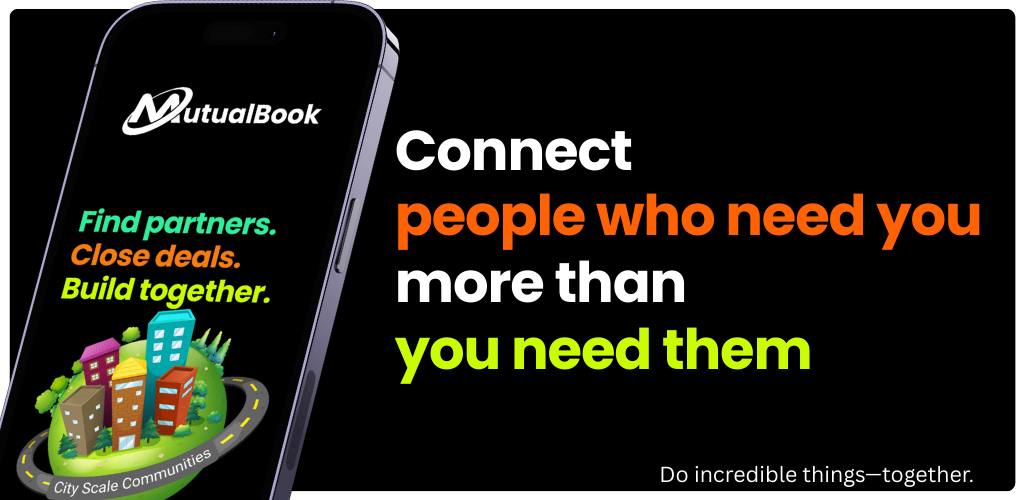 MutualBook
Find partners.
Close deals.
Build together.
City Scale Communities
Connect
people who need you
more than
you need them
Do incredible things—together.